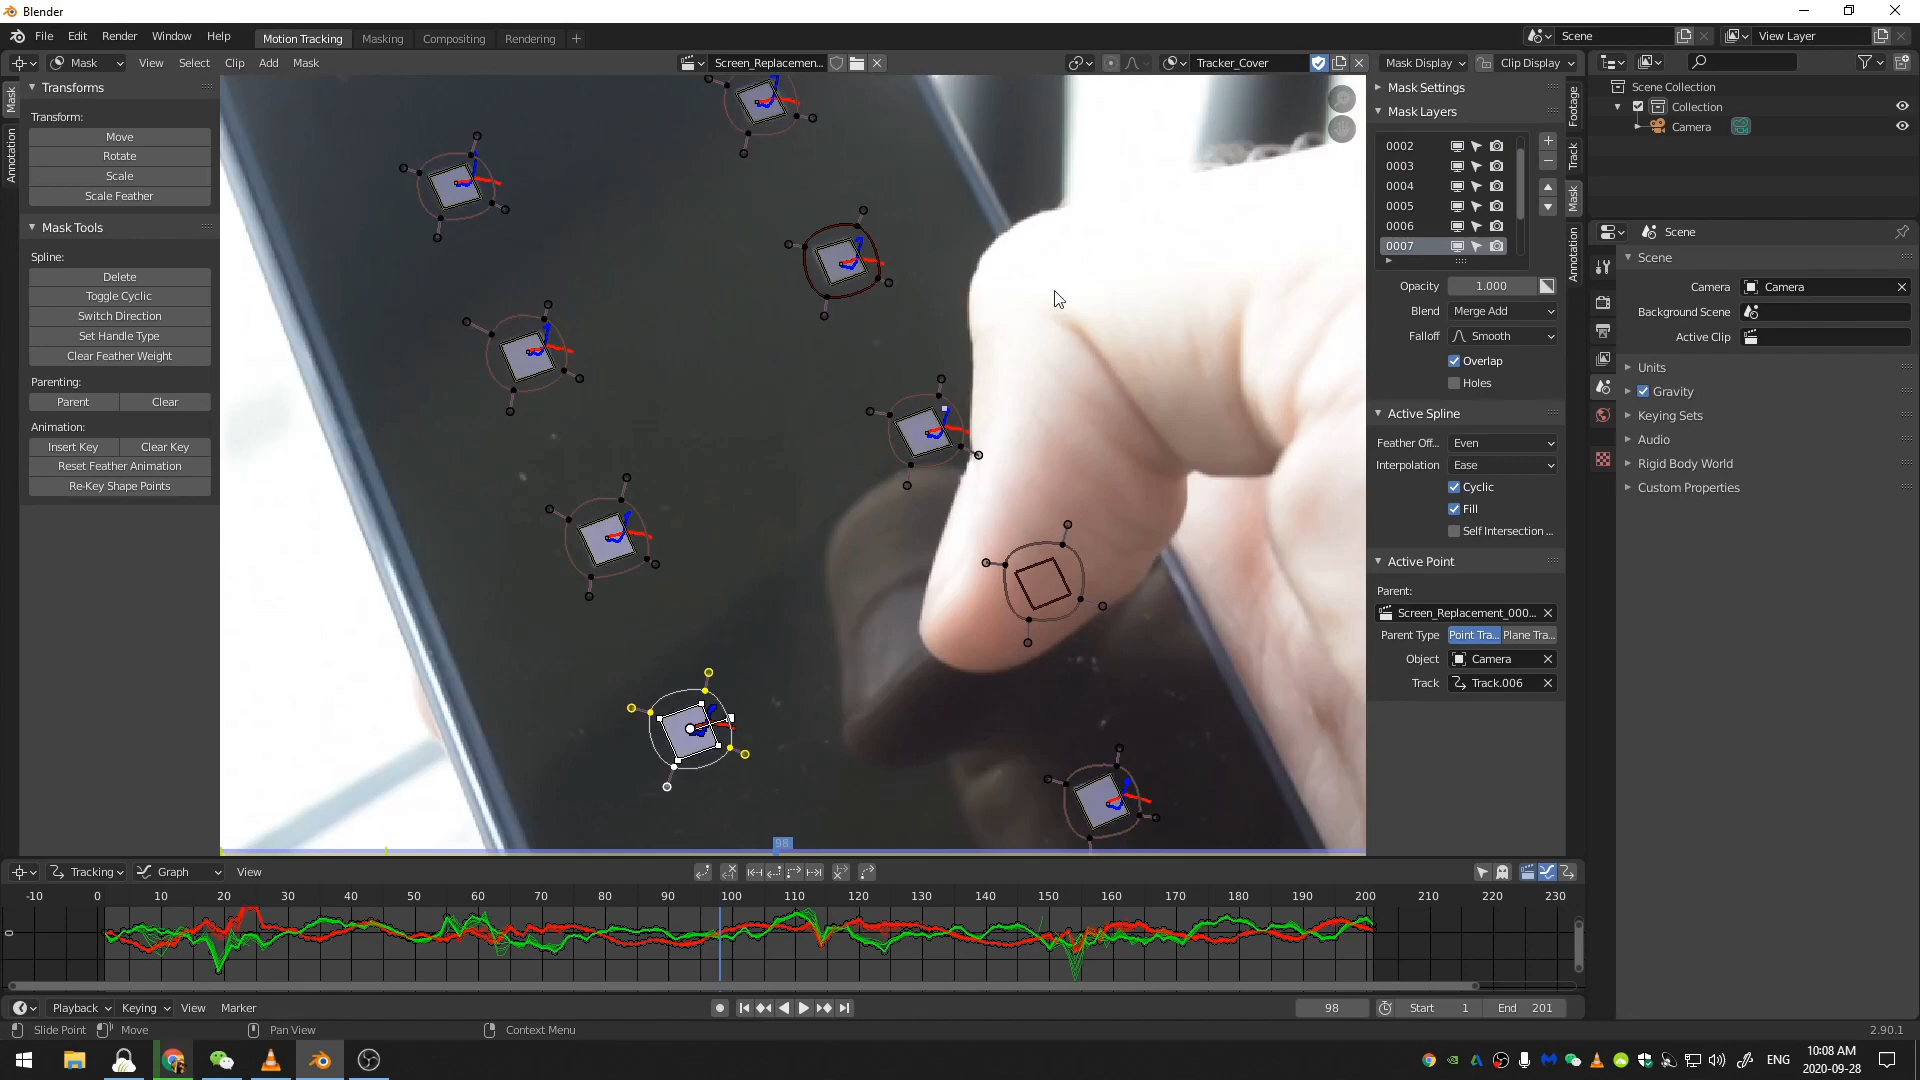 Blender
File Edit Render Window Help Motion Tracking Masking Compositing Rendering + Scene View Layer
Mask View Select Clip Add Mask Screen_Replacemen... Tracker_Cover Mask Display Clip Display
Transforms
Transform:
Move
Rotate
Scale
Scale Feather
Mask Tools
Spline:
Delete
Toggle Cyclic
Switch Direction
Set Handle Type
Clear Feather Weight
Parenting:
Parent Clear
Animation:
Insert Key Clear Key
Reset Feather Animation
Re-Key Shape Points
Mask
Annotation
98
Mask Settings
Mask Layers
0002
0003
0004
0005
0006
0007
Opacity 1.000
Blend Merge Add
Falloff Smooth
Overlap
Holes
Active Spline
Feather Off... Even
Interpolation Ease
Cyclic
Fill
Self Intersection ...
Active Point
Parent:
Screen_Replacement_000...
Parent Type Point Tra... Plane Tra...
Object Camera
Track Track.006
Footage
Track
Mask
Annotation
Scene Collection
Collection
Camera
Scene
Scene
Camera Camera
Background Scene
Active Clip
Units
Gravity
Keying Sets
Audio
Rigid Body World
Custom Properties
Tracking Graph View
-10 0 10 20 30 40 50 60 70 80 90 100 110 120 130 140 150 160 170 180 190 200 210 220 230
0
Playback Keying View Marker 98 Start 1 End 201
Slide Point Move Pan View Context Menu 2.90.1
ENG 10:08 AM
2020-09-28